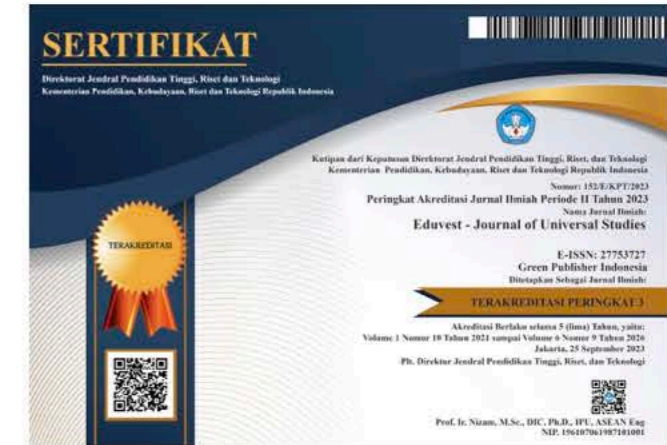 SERTIFIKAT
Direktorat Jendral Pendidikan Tinggi, Riset dan Teknologi
Kementerian Pendidikan, Kebudayaan, Riset dan Teknologi Republik Indonesia
Kutipan dari Keputusan Direktorat Jendral Pendidikan Tinggi, Riset, dan Teknologi
Kementerian Pendidikan, Kebudayaan, Riset dan Teknologi Republik Indonesia
Nomor: 152/E/KPT/2023
Peringkat Akreditasi Jurnal Ilmiah Periode II Tahun 2023
Nama Jurnal Ilmiah:
Eduvest - Journal of Universal Studies
E-ISSN: 27753727
Green Publisher Indonesia
Ditetapkan Sebagai Jurnal Ilmiah:
TERAKREDITASI PERINGKAT 3
TERAKREDITASI
Akreditasi Berlaku selama 5 (lima) Tahun, yaitu:
Volume 1 Nomor 10 Tahun 2021 sampai Volume 6 Nomor 9 Tahun 2026
Jakarta, 25 September 2023
Plt. Direktur Jendral Pendidikan Tinggi, Riset, dan Teknologi
Prof. Ir. Nizam, M.Sc., DIC, Ph.D., IPU, ASEAN Eng
NIP. 196107061987101001